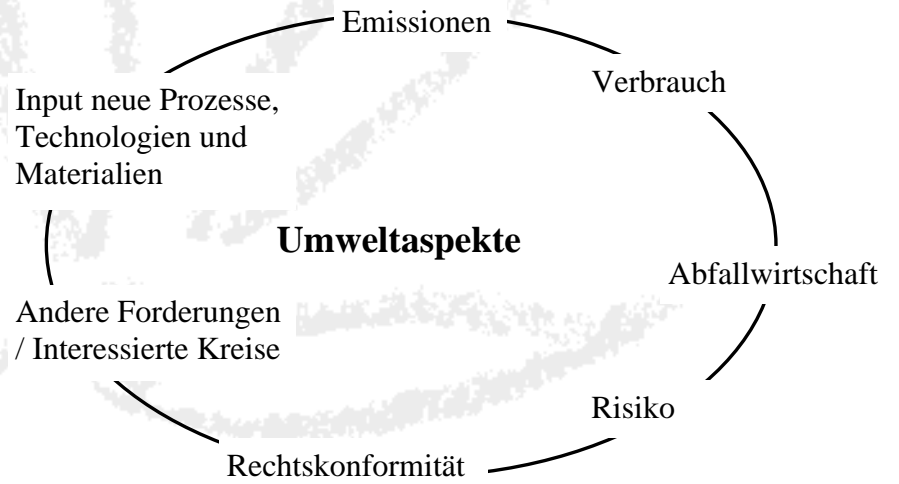 Emissionen
Verbrauch
Input neue Prozesse,
Technologien und
Materialien
Umweltaspekte
Abfallwirtschaft
Andere Forderungen
/ Interessierte Kreise
Risiko
Rechtskonformität